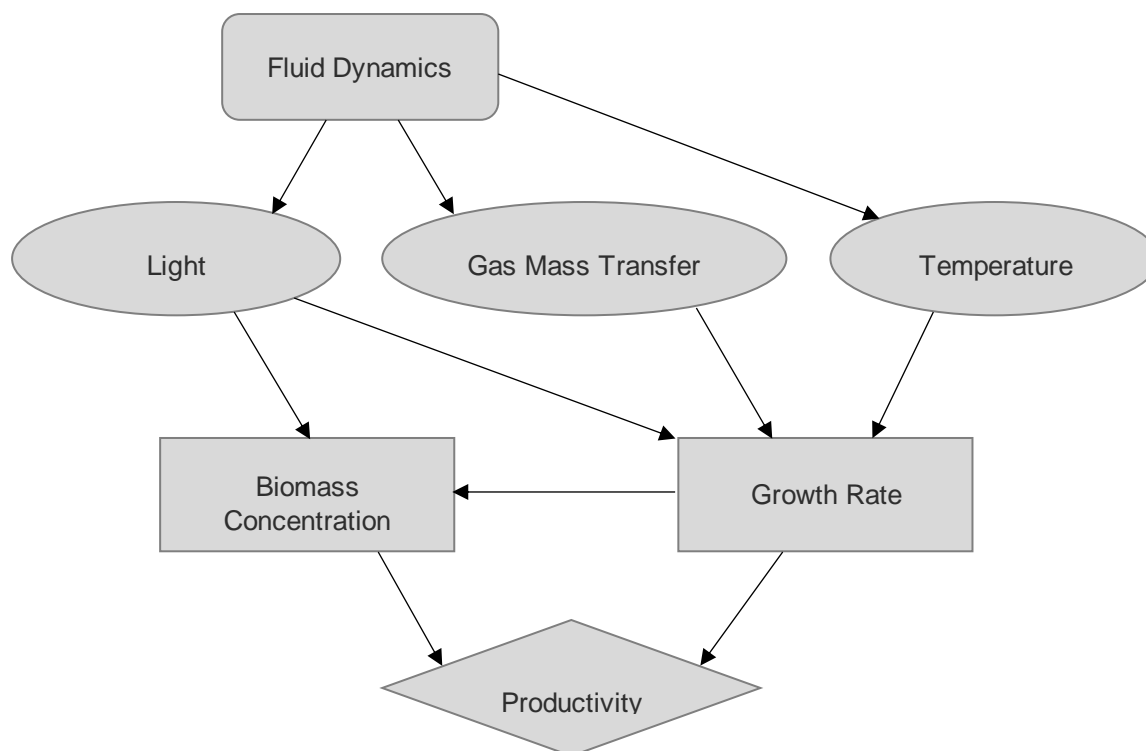 Fluid Dynamics
Light
Gas Mass Transfer
Temperature
Biomass
Concentration
Growth Rate
Productivity